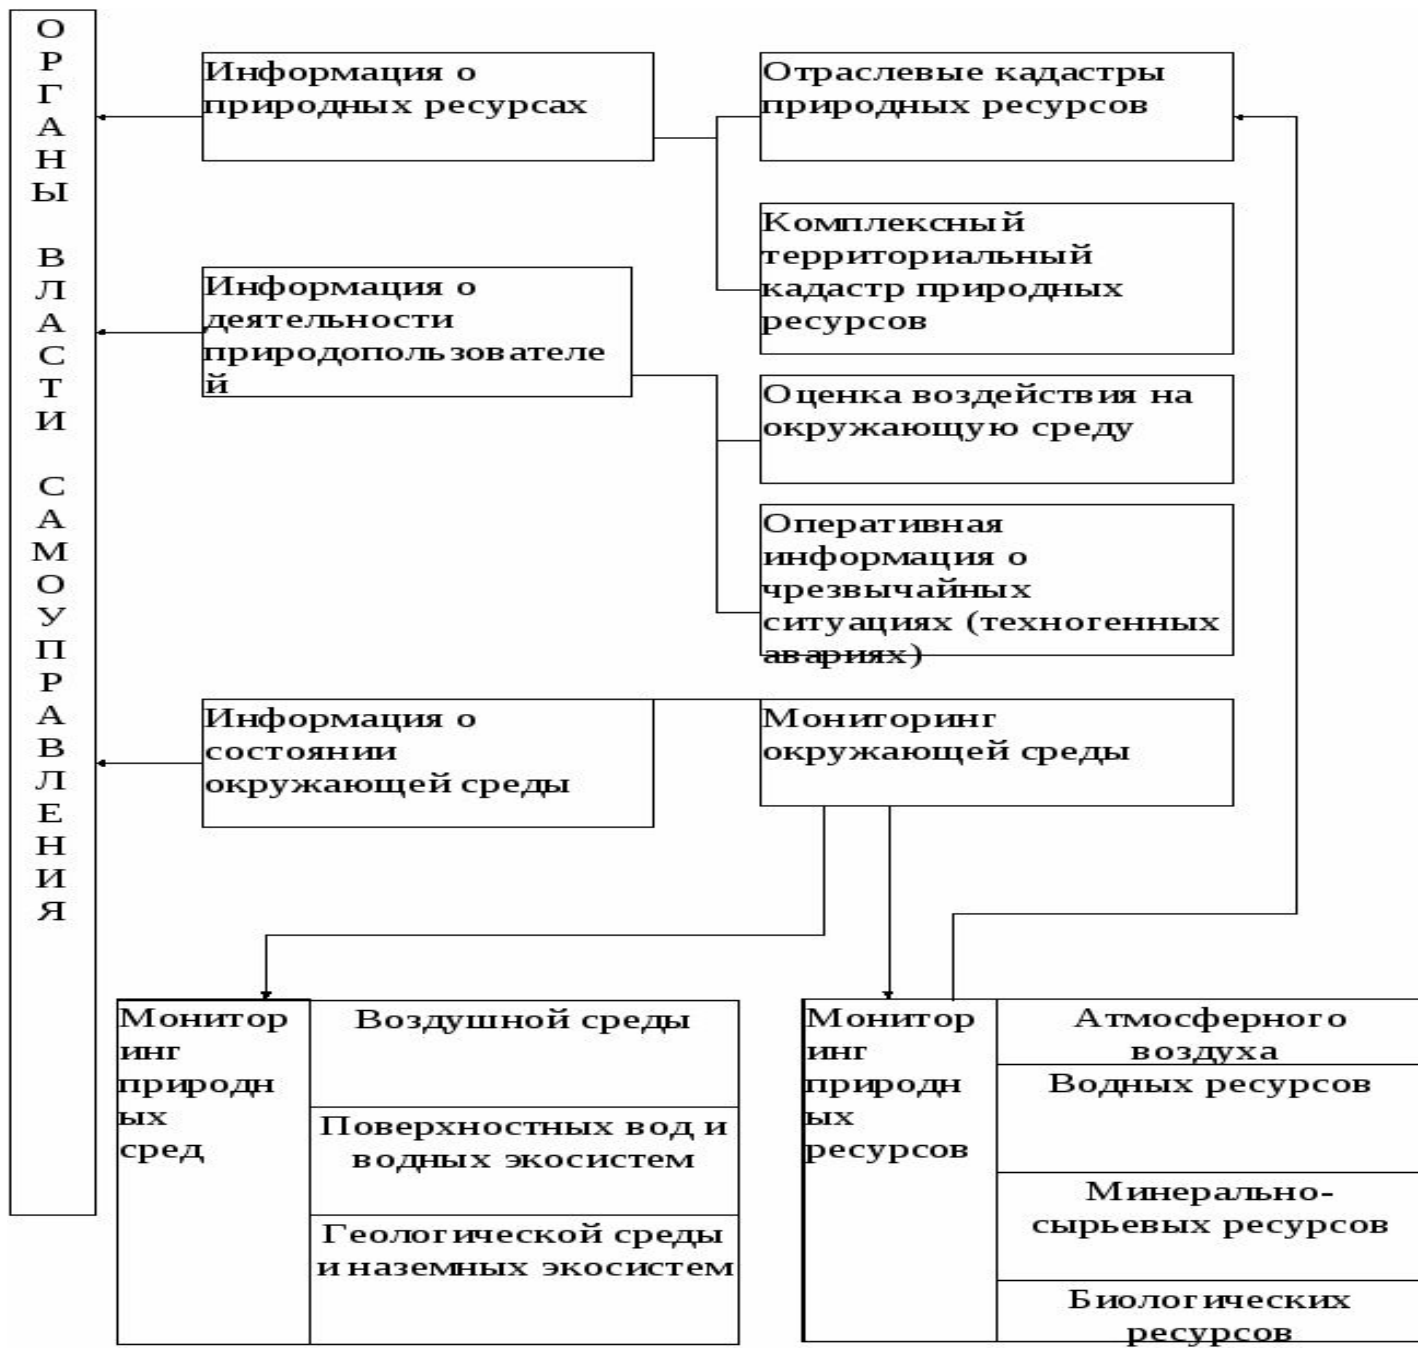 ОРГАНЫ ВЛАСТИ САМОУПРАВЛЕНИЯ
Информация о
природных ресурсах
Отраслевые кадастры
природных ресурсов
Комплексный
территориальный
кадастр природных
ресурсов
Информация о
деятельности
природопользователе
й
Оценка воздействия на
окружающую среду
Оперативная
информация о
чрезвычайных
ситуациях (техногенных
авариях)
Информация о
состоянии
окружающей среды
Мониторинг
окружающей среды
Монитор
инг
природн
ых
сред
Воздушной среды
Поверхностных вод и
водных экосистем
Геологической среды
и наземных экосистем
Монитор
инг
природн
ых
ресурсов
Атмосферного
воздуха
Водных ресурсов
Минерально-
сырьевых ресурсов
Биологических
ресурсов